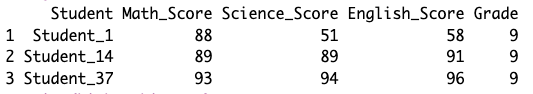 Student Math_Score Science_Score English_Score Grade
1 Student_1 88 51 58 9
2 Student_14 89 89 91 9
3 Student_37 93 94 96 9